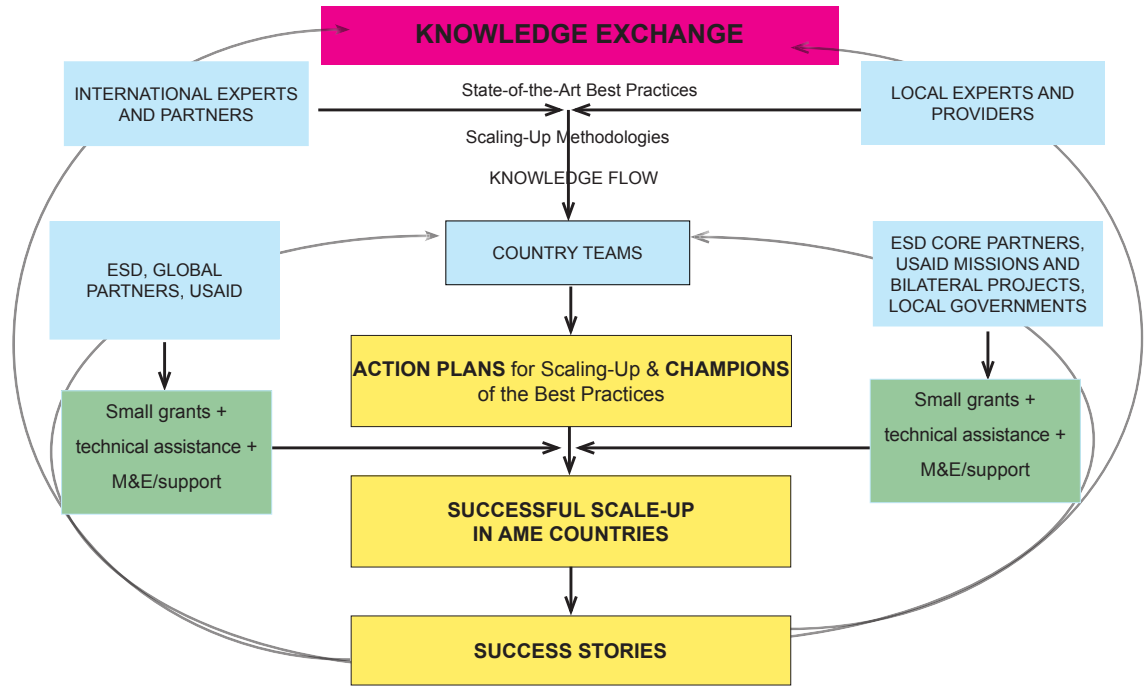 KNOWLEDGE EXCHANGE
INTERNATIONAL EXPERTS
AND PARTNERS
State-of-the-Art Best Practices
Scaling-Up Methodologies
KNOWLEDGE FLOW
LOCAL EXPERTS AND
PROVIDERS
ESD, GLOBAL
PARTNERS, USAID
COUNTRY TEAMS
ESD CORE PARTNERS,
USAID MISSIONS AND
BILATERAL PROJECTS,
LOCAL GOVERNMENTS
ACTION PLANS for Scaling-Up & CHAMPIONS
of the Best Practices
Small grants +
technical assistance +
M&E/support
Small grants +
technical assistance +
M&E/support
SUCCESSFUL SCALE-UP
IN AME COUNTRIES
SUCCESS STORIES